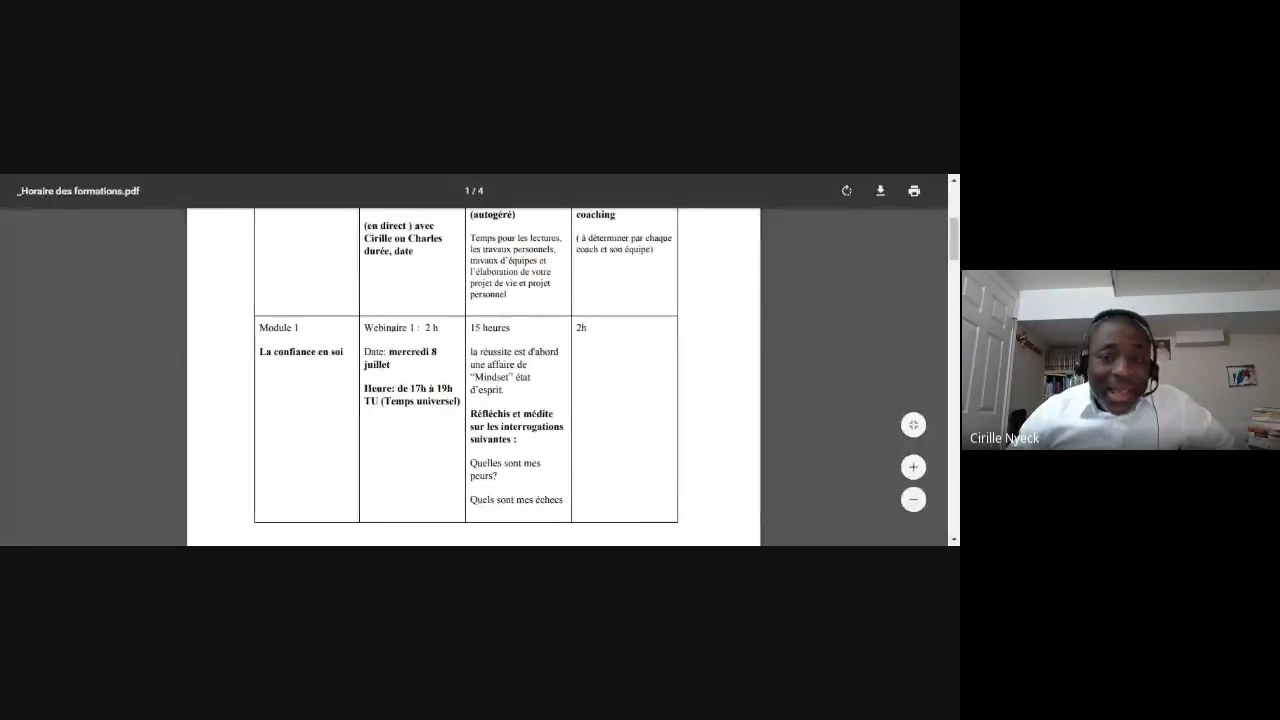 _Horaire des formations.pdf
1 / 4
(en direct ) avec
Cirille ou Charles
durée, date
(autogéré)
Temps pour les lectures,
les travaux personnels,
travaux d'équipes et
l'élaboration de votre
projet de vie et projet
personnel
coaching
( à déterminer par chaque
coach et son équipe)
Module 1
La confiance en soi
Webinaire 1 : 2 h
Date: mercredi 8
juillet
Heure: de 17h à 19h
TU (Temps universel)
15 heures
la réussite est d'abord
une affaire de
"Mindset" état
d'esprit.
Réfléchis et médite
sur les interrogations
suivantes :
Quelles sont mes
peurs?
Quels sont mes échecs
2h
Cirille Nyeck